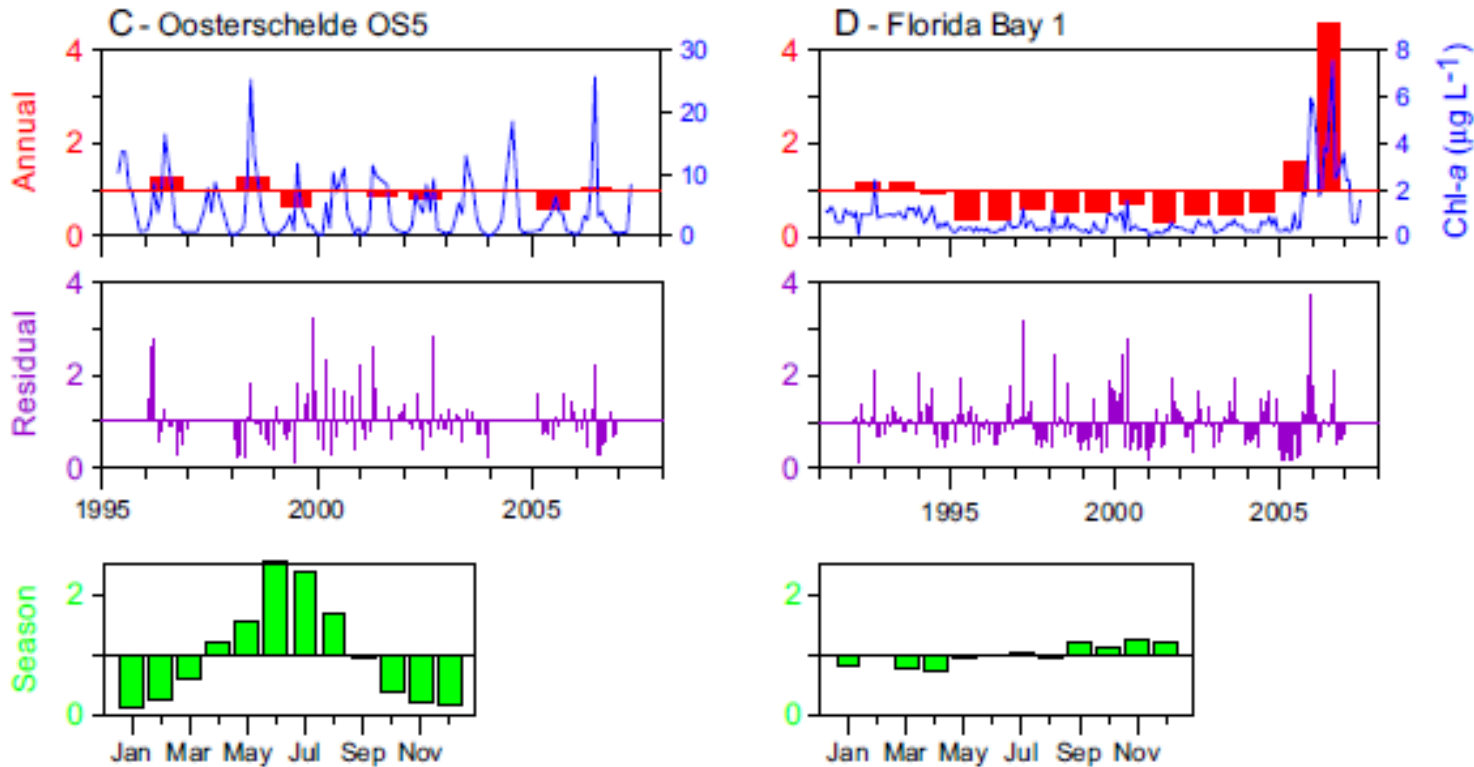 C - Oosterschelde OS5
D - Florida Bay 1
Annual
4
2
0
30
20
10
0
4
2
0
8
6
4
2
0
Chl-a (µg L-1)
Residual
4
2
0
4
2
0
1995 2000 2005
1995 2000 2005
Season
2
0
2
0
Jan Mar May Jul Sep Nov
Jan Mar May Jul Sep Nov